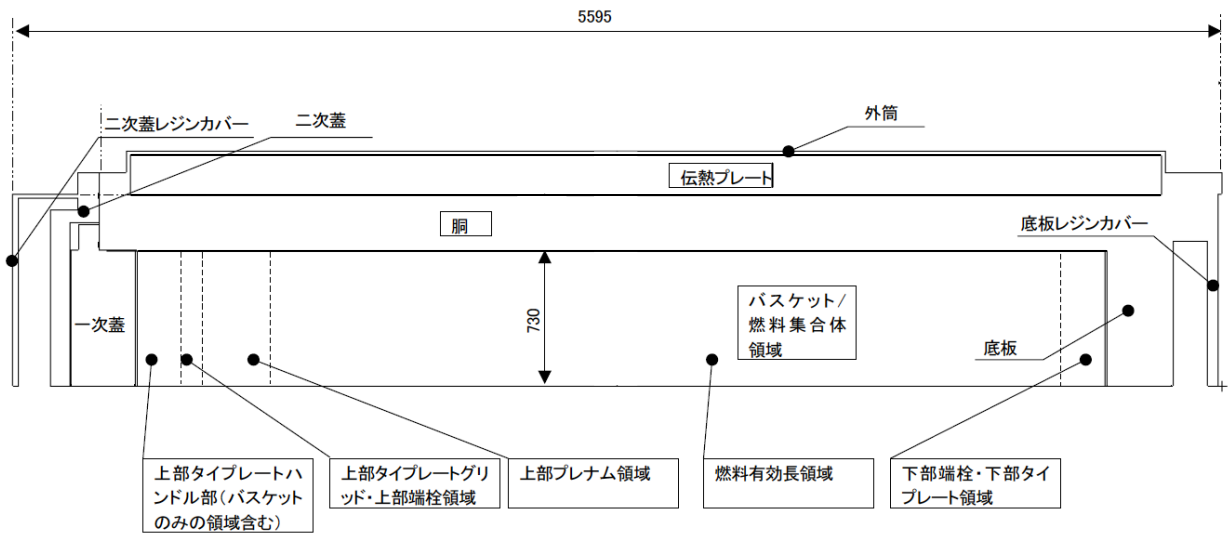 5595
二次蓋レジンカバー
二次蓋
外筒
伝熱プレート
胴
底板レジンカバー
一次蓋
730
バスケット/
燃料集合体
領域
底板
上部タイプレートハ
ンドル部(バスケット
のみの領域含む)
上部タイプレートグリ
ッド・上部端栓領域
上部プレナム領域
燃料有効長領域
下部端栓・下部タイ
プレート領域